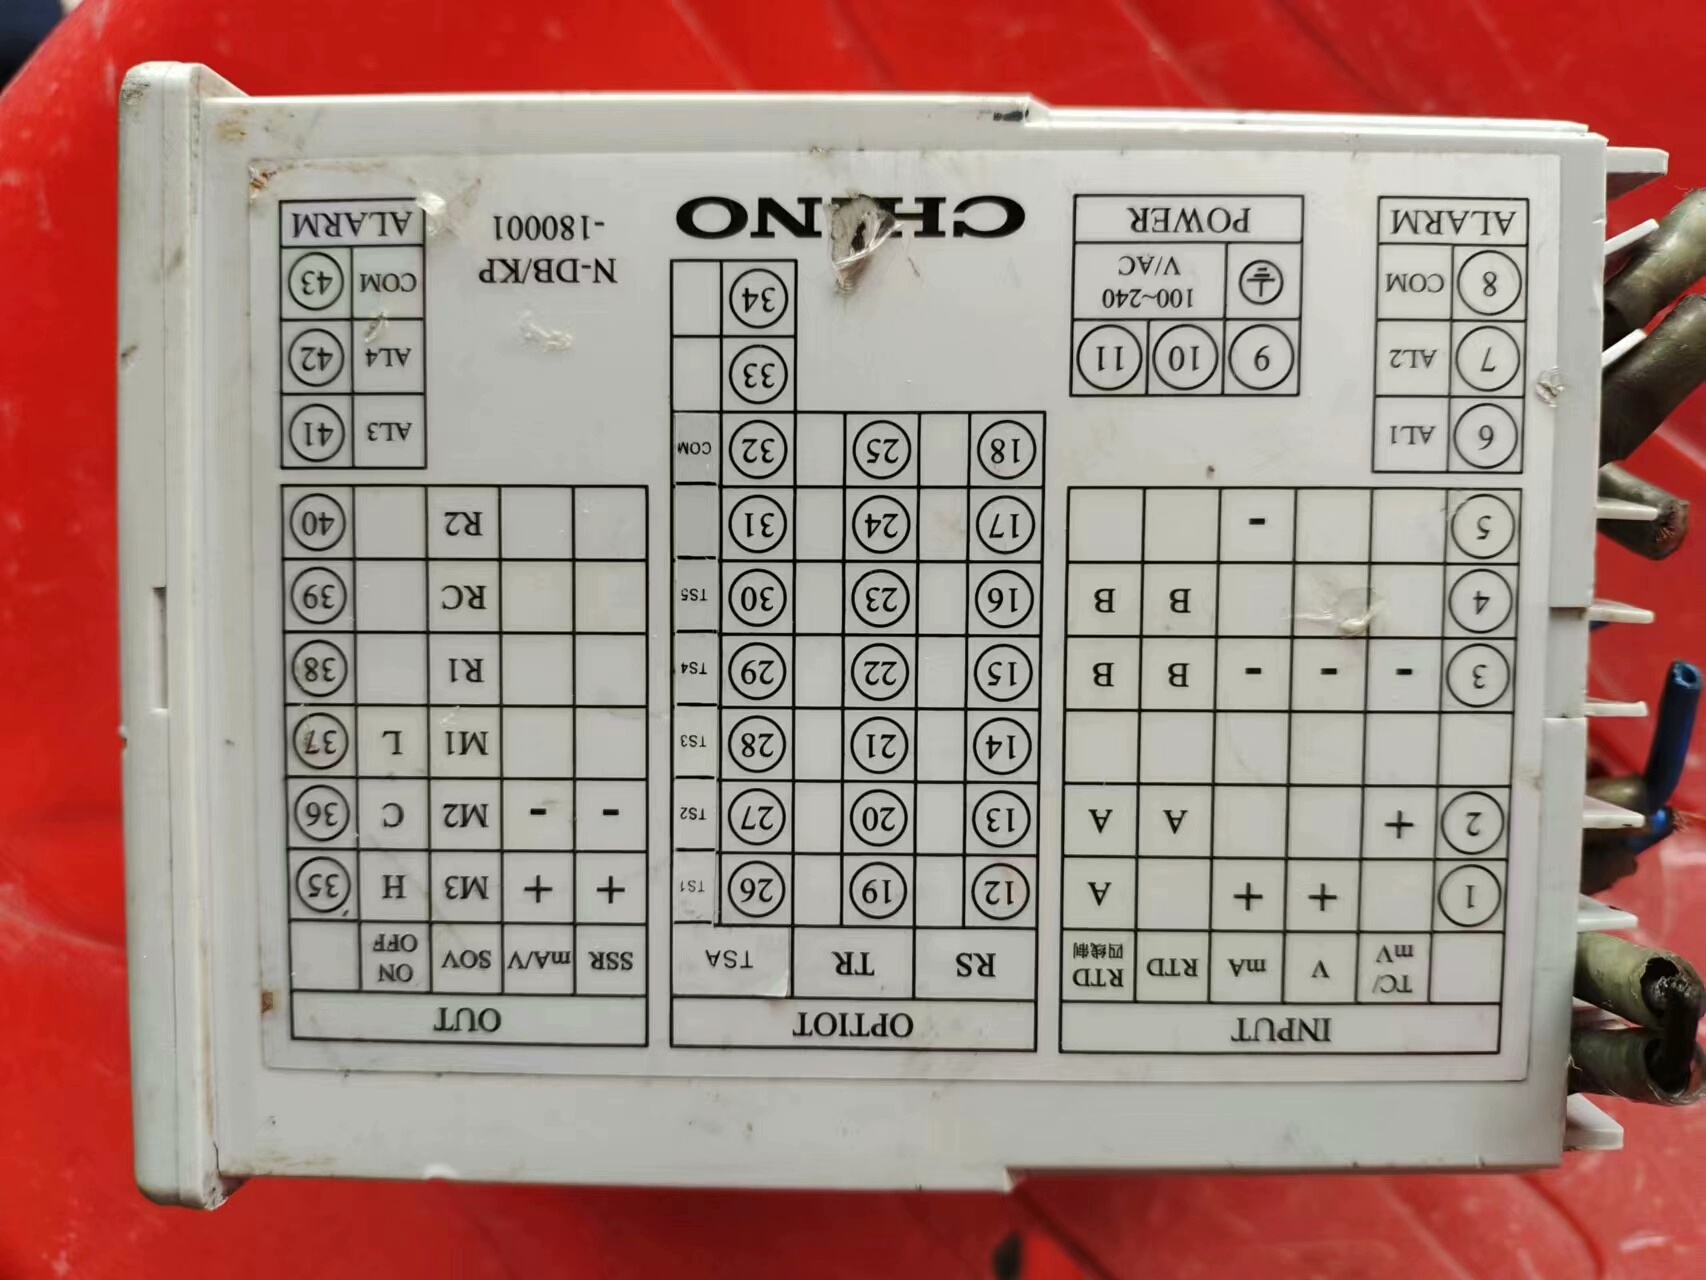 INPUT
TC/mV V mA RTD RTD四线制
1 + + A
2 + A A
3 - - - B B
4 B B
5 -
6 AL1
7 AL2
8 COM
ALARM
9 10 11
100~240
V/AC
POWER
OPTIOT
RS TR TSA
12 19 26 TS1
13 20 27 TS2
14 21 28 TS3
15 22 29 TS4
16 23 30 TS5
17 24 31
18 25 32 COM
33
34
CHINO
OUT
SSR mA/V SOV ON OFF
+ + M3 H 35
- - M2 C 36
M1 L 37
R1 38
RC 39
R2 40
AL3 41
AL4 42
COM 43
ALARM
N-DB/KP
-180001